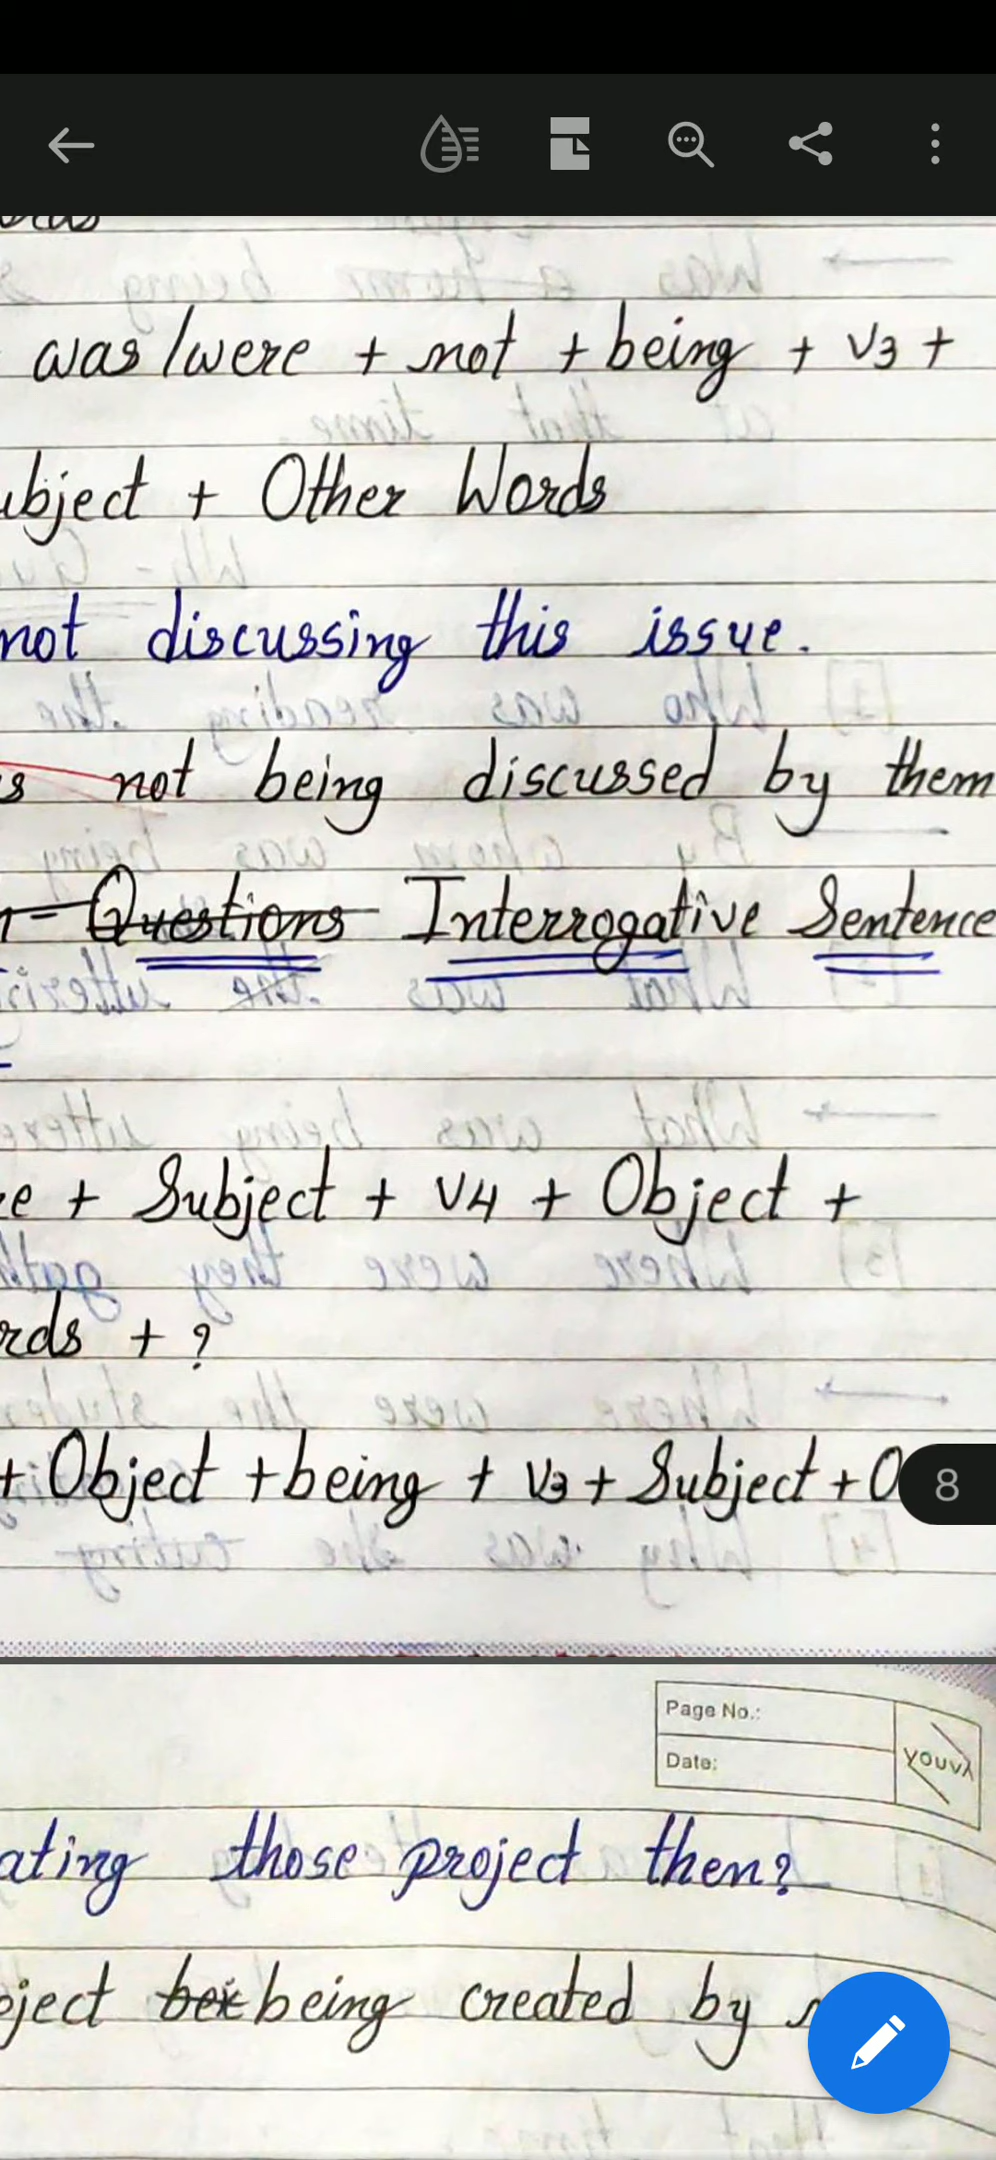 was/were + not + being + V3 +
ubject + Other Words
not discussing this issue.
s not being discussed by them
n - Questions Interrogative Sentence
e + Subject + V4 + Object +
rds + ?
+ Object + being + V3 + Subject + O
8
Page No.:
Date:
YOUVA
ating those project then?
oject bei being created by